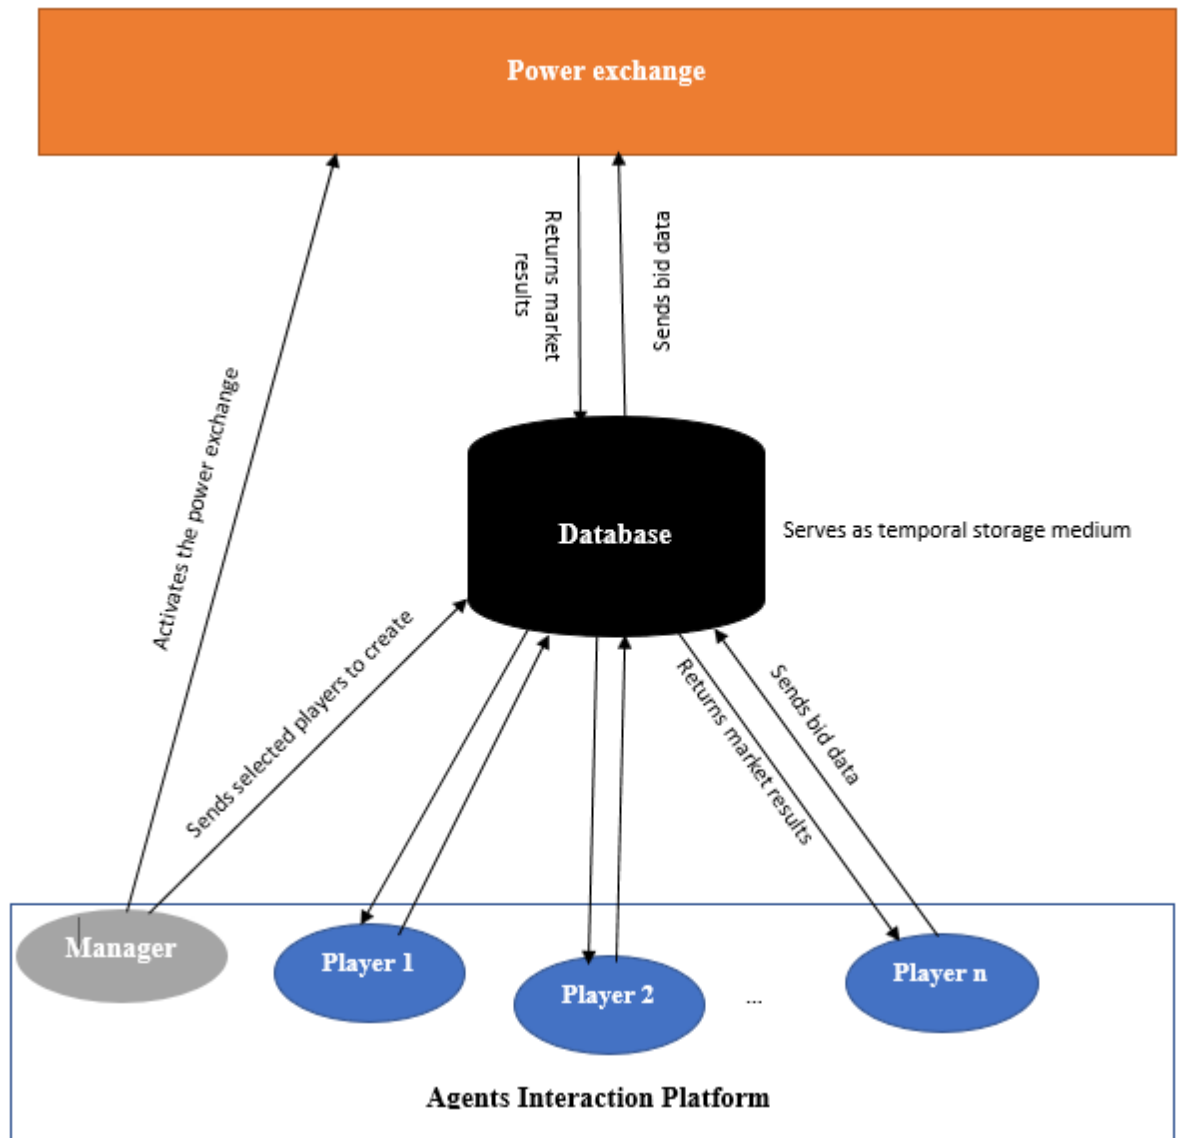 Power exchange
Returns market
results
Sends bid data
Activates the power exchange
Database
Serves as temporal storage medium
Sends selected players to create
Returns market results
Sends bid data
Manager
Player 1
Player 2
...
Player n
Agents Interaction Platform